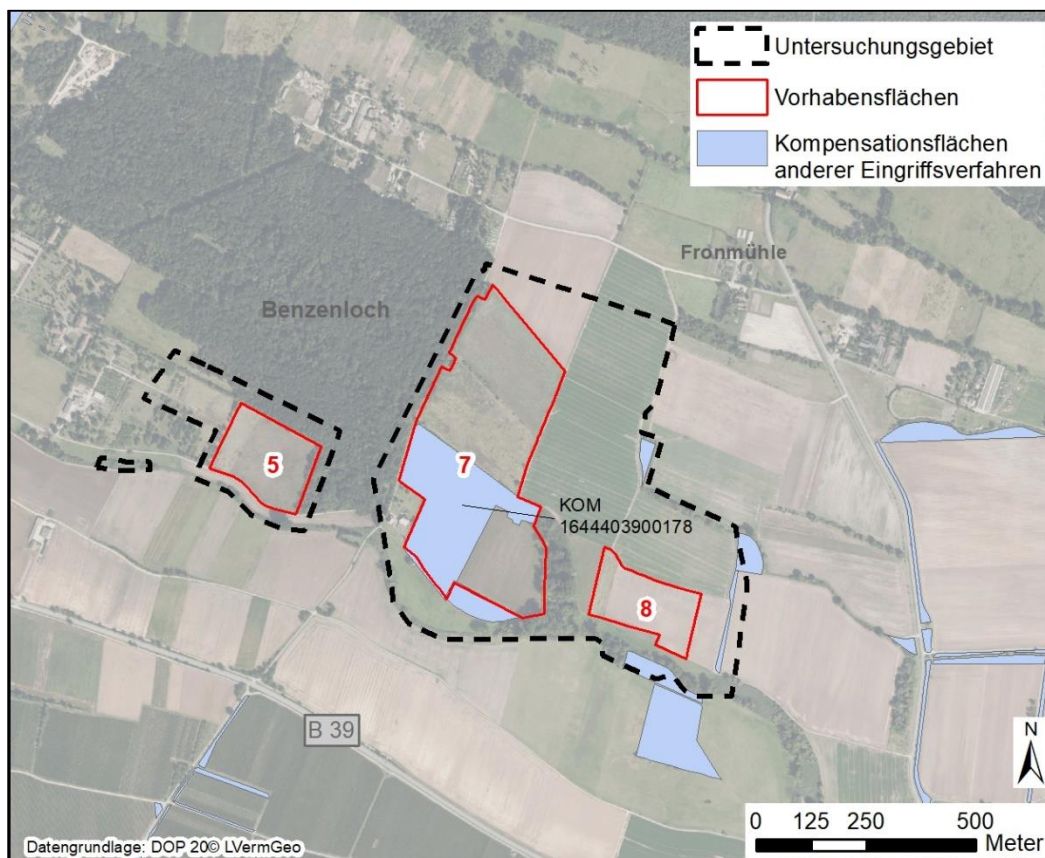 Untersuchungsgebiet
Vorhabensflächen
Kompensationsflächen
anderer Eingriffsverfahren
Fronmühle
Benzenloch
5
7
KOM
1644403900178
8
B 39
N
0 125 250 500
Meter
Datengrundlage: DOP 20© LVermGeo